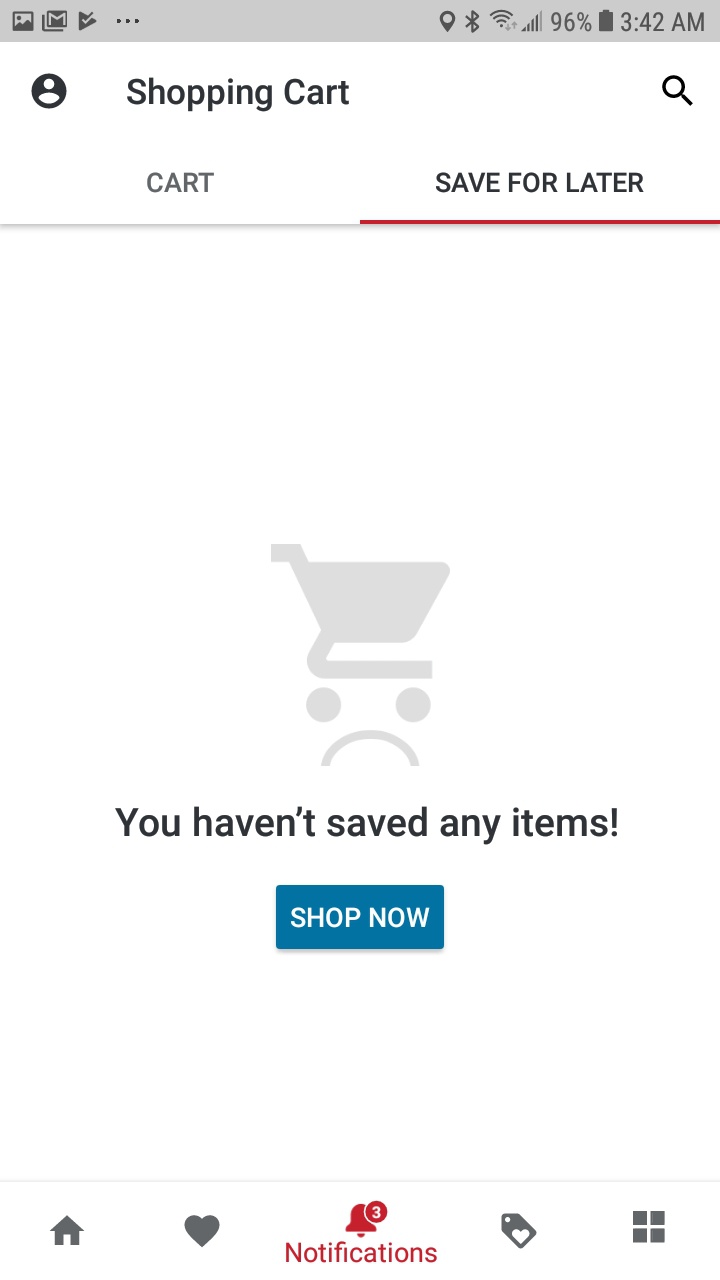 96% 3:42 AM
Shopping Cart
CART
SAVE FOR LATER
You haven’t saved any items!
SHOP NOW
3
Notifications